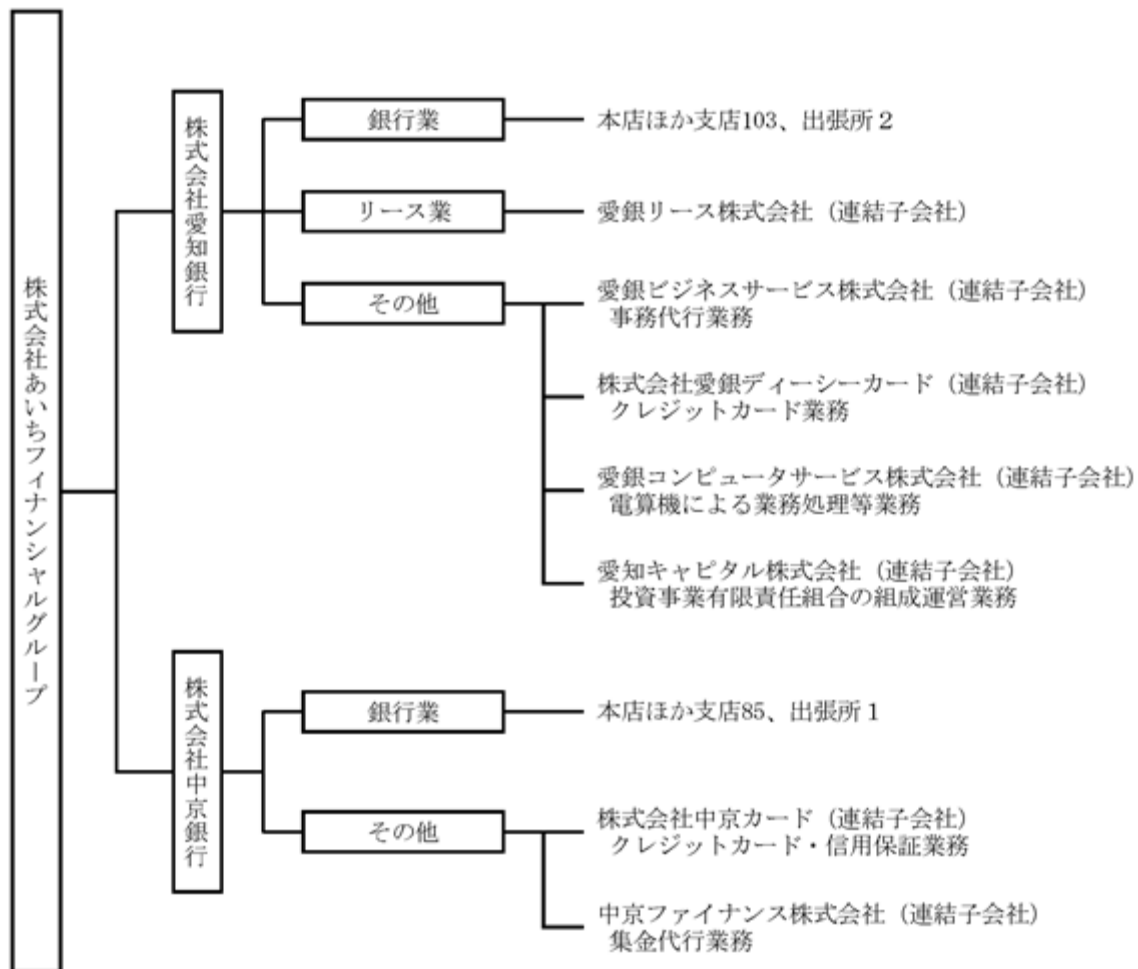 株式会社あいちフィナンシャルグループ
株式会社愛知銀行
銀行業
本店ほか支店103、出張所２
リース業
愛銀リース株式会社（連結子会社）
その他
愛銀ビジネスサービス株式会社（連結子会社）
事務代行業務
株式会社愛銀ディーシーカード（連結子会社）
クレジットカード業務
愛銀コンピュータサービス株式会社（連結子会社）
電算機による業務処理等業務
愛知キャピタル株式会社（連結子会社）
投資事業有限責任組合の組成運営業務
株式会社中京銀行
銀行業
本店ほか支店85、出張所１
その他
株式会社中京カード（連結子会社）
クレジットカード・信用保証業務
中京ファイナンス株式会社（連結子会社）
集金代行業務